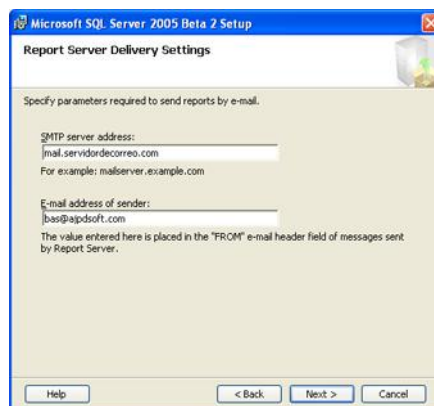 Microsoft SQL Server 2005 Beta 2 Setup
Report Server Delivery Settings
Specify parameters required to send reports by e-mail.
SMTP server address:
mail.servidordecorreo.com
For example: mailserver.example.com
E-mail address of sender:
bas@ajpdsoft.com
The value entered here is placed in the "FROM" e-mail header field of messages sent
by Report Server.
Help < Back Next > Cancel